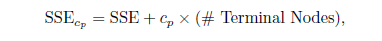 SSE_{c_p} = SSE + c_p × (# Terminal Nodes),